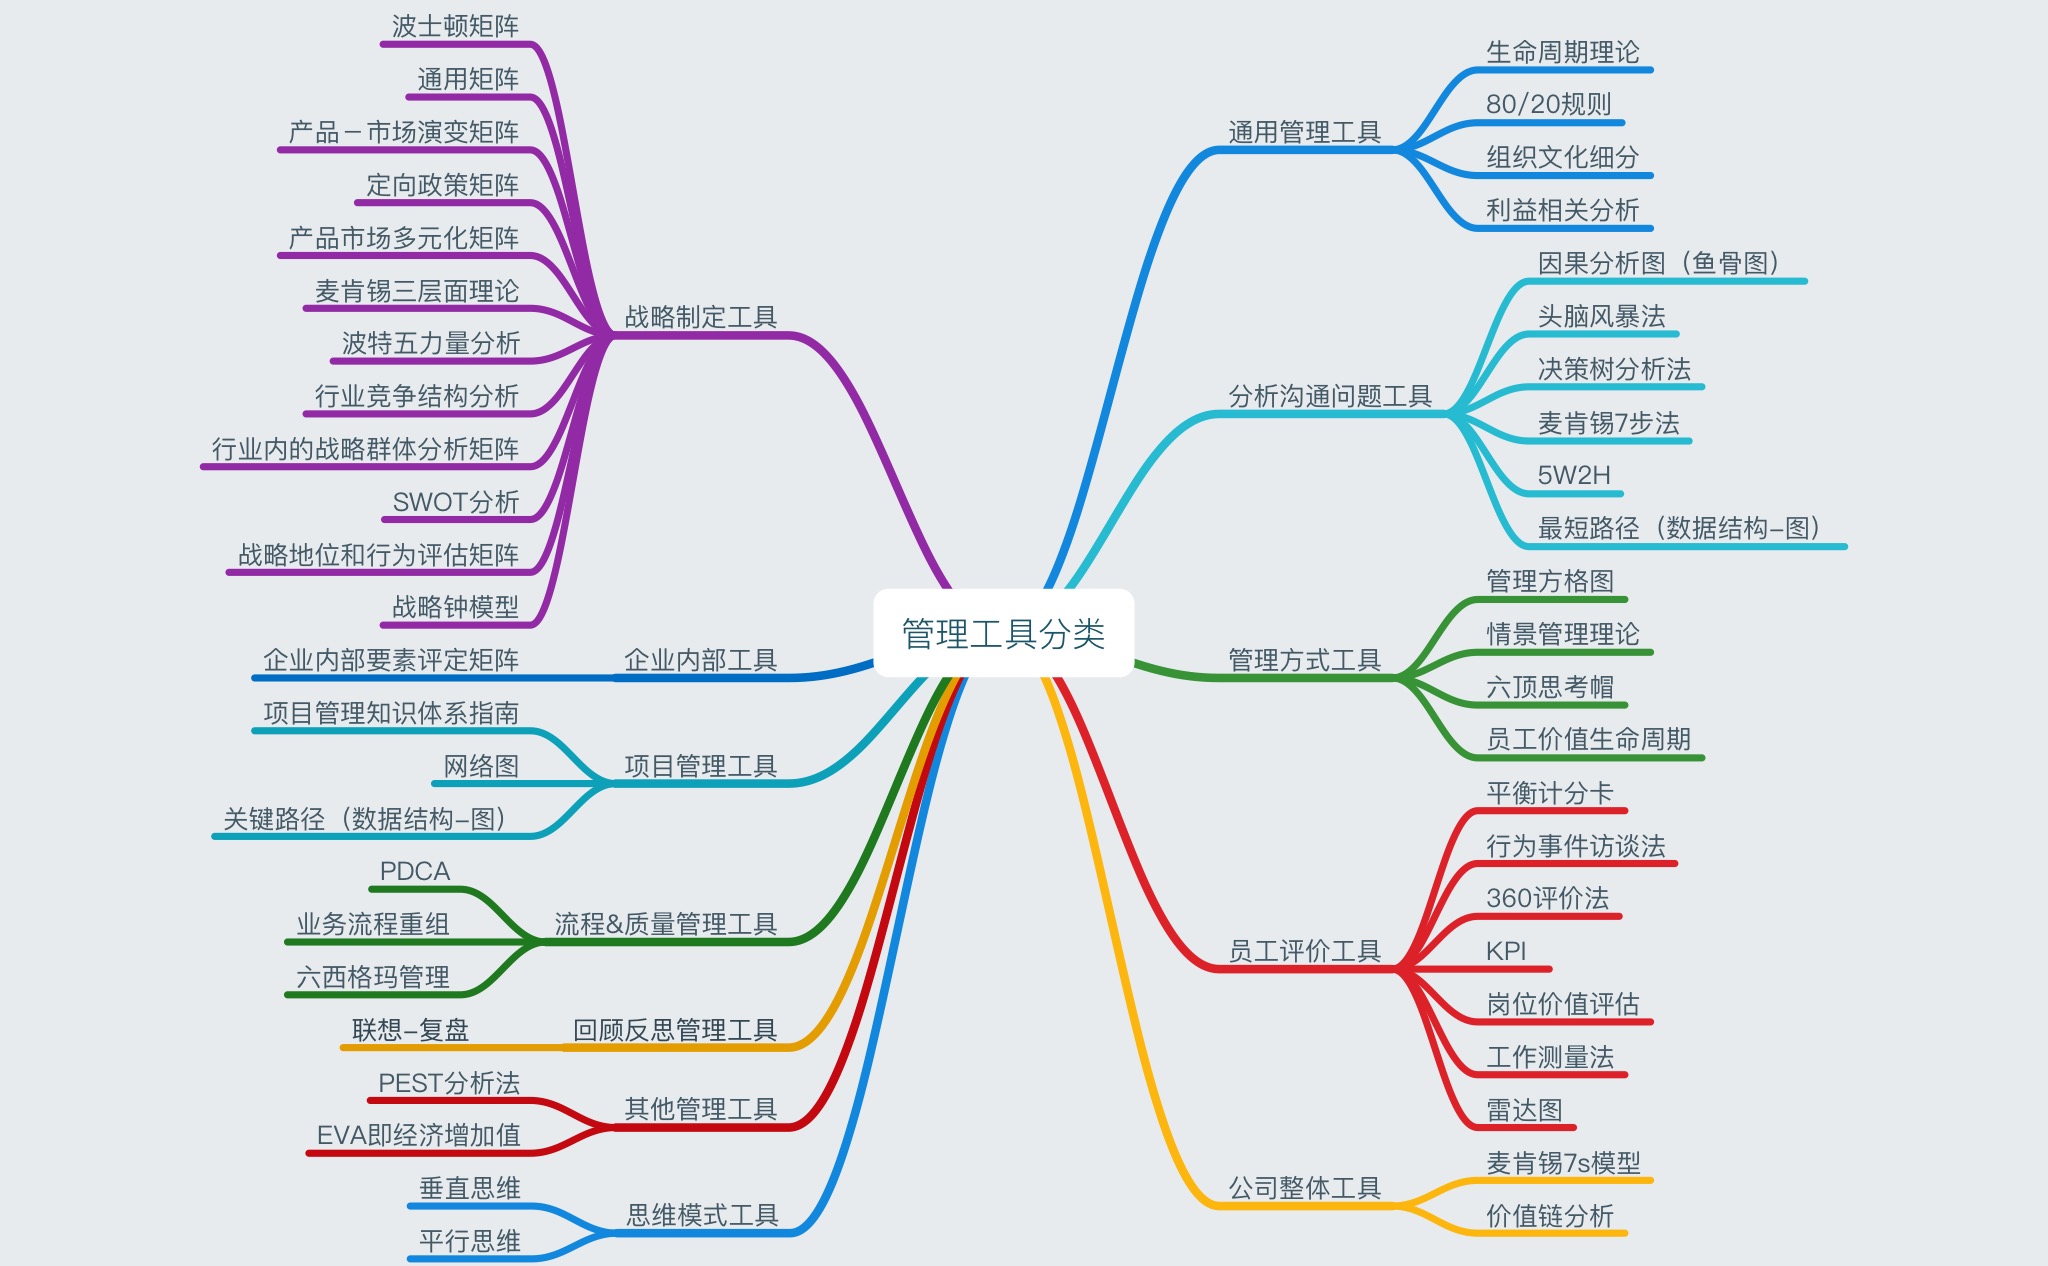 管理工具分类
通用管理工具
生命周期理论
80/20规则
组织文化细分
利益相关分析
分析沟通问题工具
因果分析图（鱼骨图）
头脑风暴法
决策树分析法
麦肯锡7步法
5W2H
最短路径（数据结构-图）
管理方式工具
管理方格图
情景管理理论
六顶思考帽
员工价值生命周期
员工评价工具
平衡计分卡
行为事件访谈法
360评价法
KPI
岗位价值评估
工作测量法
雷达图
公司整体工具
麦肯锡7s模型
价值链分析
战略制定工具
波士顿矩阵
通用矩阵
产品－市场演变矩阵
定向政策矩阵
产品市场多元化矩阵
麦肯锡三层面理论
波特五力量分析
行业竞争结构分析
行业内的战略群体分析矩阵
SWOT分析
战略地位和行为评估矩阵
战略钟模型
企业内部工具
企业内部要素评定矩阵
项目管理工具
项目管理知识体系指南
网络图
关键路径（数据结构-图）
流程&质量管理工具
PDCA
业务流程重组
六西格玛管理
回顾反思管理工具
联想-复盘
其他管理工具
PEST分析法
EVA即经济增加值
思维模式工具
垂直思维
平行思维